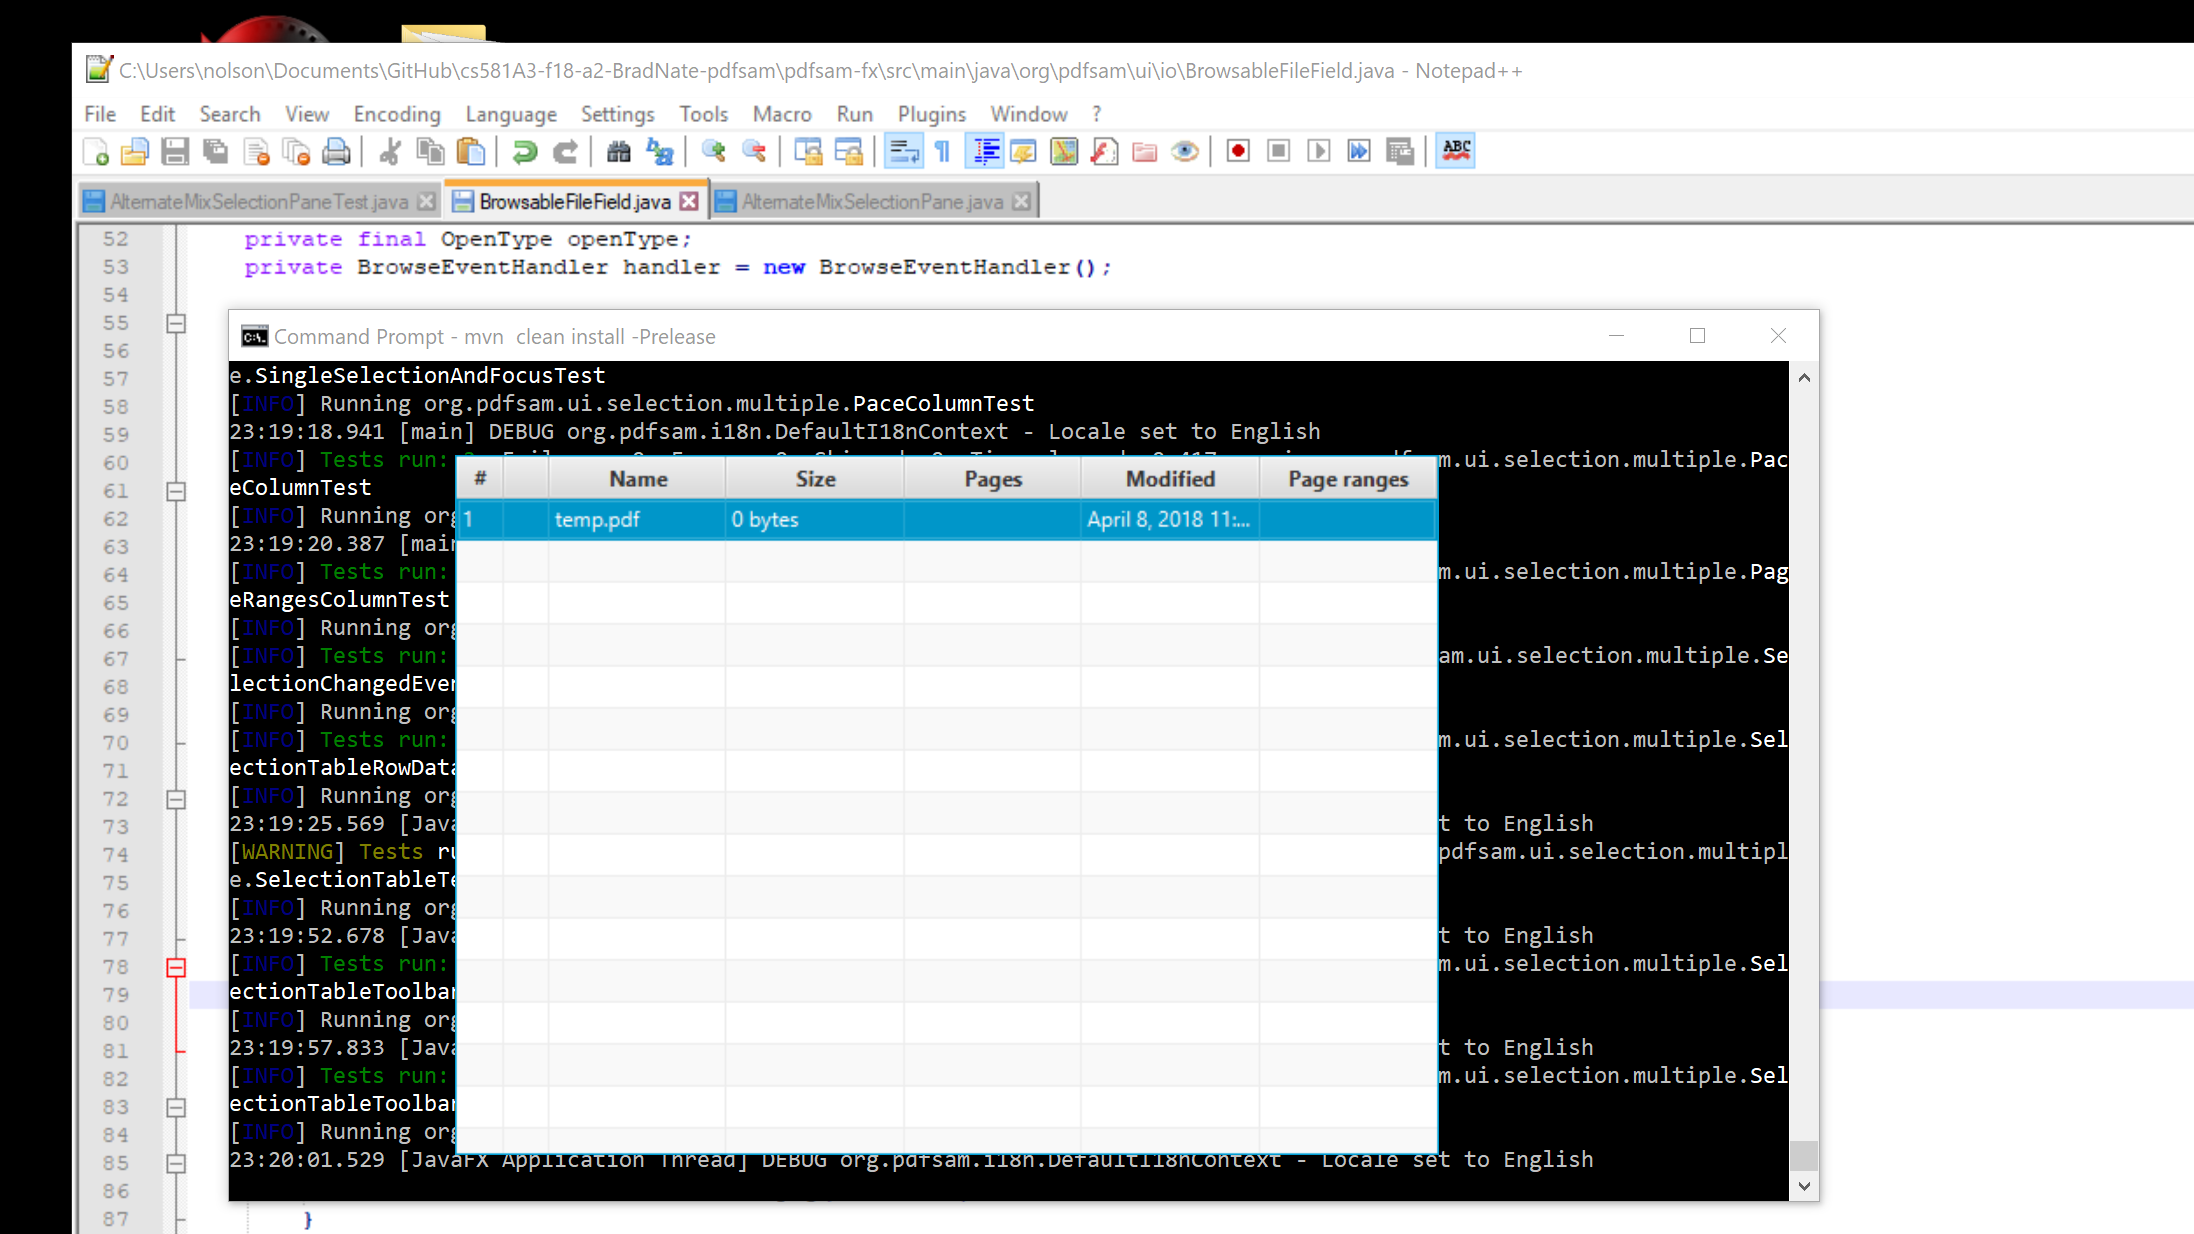 C:\Users\nolson\Documents\GitHub\cs581A3-f18-a2-BradNate-pdfsam\pdfsam-fx\src\main\java\org\pdfsam\ui\io\BrowsableFileField.java - Notepad++
File Edit Search View Encoding Language Settings Tools Macro Run Plugins Window ?
ABC
AlternateMixSelectionPaneTest.java BrowsableFileField.java AlternateMixSelectionPane.java
52 private final OpenType openType;
53 private BrowseEventHandler handler = new BrowseEventHandler();
54
55
56
57
58
59
60
61
62
63
64
65
66
67
68
69
70
71
72
73
74
75
76
77
78
79
80
81
82
83
84
85
86
87 }
Command Prompt - mvn  clean install -Prelease
e.SingleSelectionAndFocusTest
[INFO] Running org.pdfsam.ui.selection.multiple.PaceColumnTest
23:19:18.941 [main] DEBUG org.pdfsam.i18n.DefaultI18nContext - Locale set to English
[INFO] Tests run: m.ui.selection.multiple.Pac
eColumnTest
[INFO] Running org
23:19:20.387 [main
[INFO] Tests run: m.ui.selection.multiple.Pag
eRangesColumnTest
[INFO] Running org
[INFO] Tests run: am.ui.selection.multiple.Se
lectionChangedEven
[INFO] Running org
[INFO] Tests run: m.ui.selection.multiple.Sel
ectionTableRowData
[INFO] Running org
23:19:25.569 [Java t to English
[WARNING] Tests ru pdfsam.ui.selection.multipl
e.SelectionTableTe
[INFO] Running org
23:19:52.678 [Java t to English
[INFO] Tests run: m.ui.selection.multiple.Sel
ectionTableToolbar
[INFO] Running org
23:19:57.833 [Java t to English
[INFO] Tests run: m.ui.selection.multiple.Sel
ectionTableToolbar
[INFO] Running org
23:20:01.529 [JavaFX Application Thread] DEBUG org.pdfsam.i18n.DefaultI18nContext - Locale set to English
# Name Size Pages Modified Page ranges
1 temp.pdf 0 bytes April 8, 2018 11:...